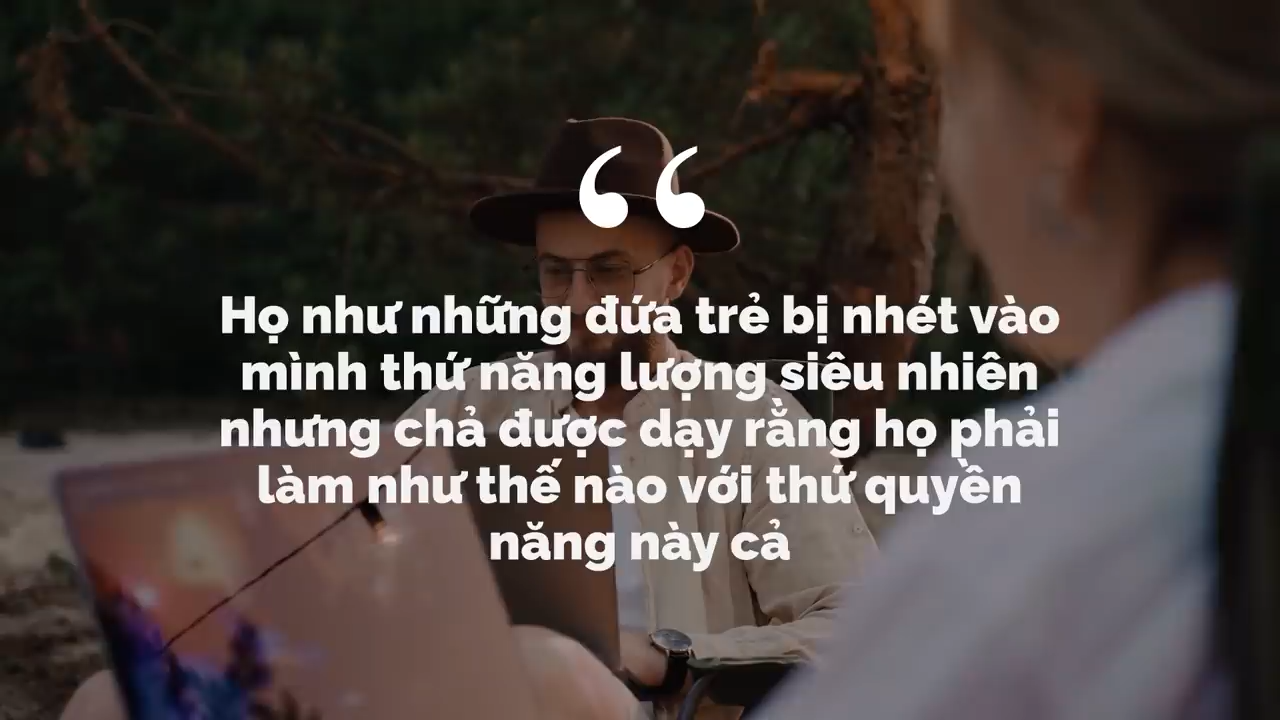 “
Họ như những đứa trẻ bị nhét vào
mình thứ năng lượng siêu nhiên
nhưng chả được dạy rằng họ phải
làm như thế nào với thứ quyền
năng này cả